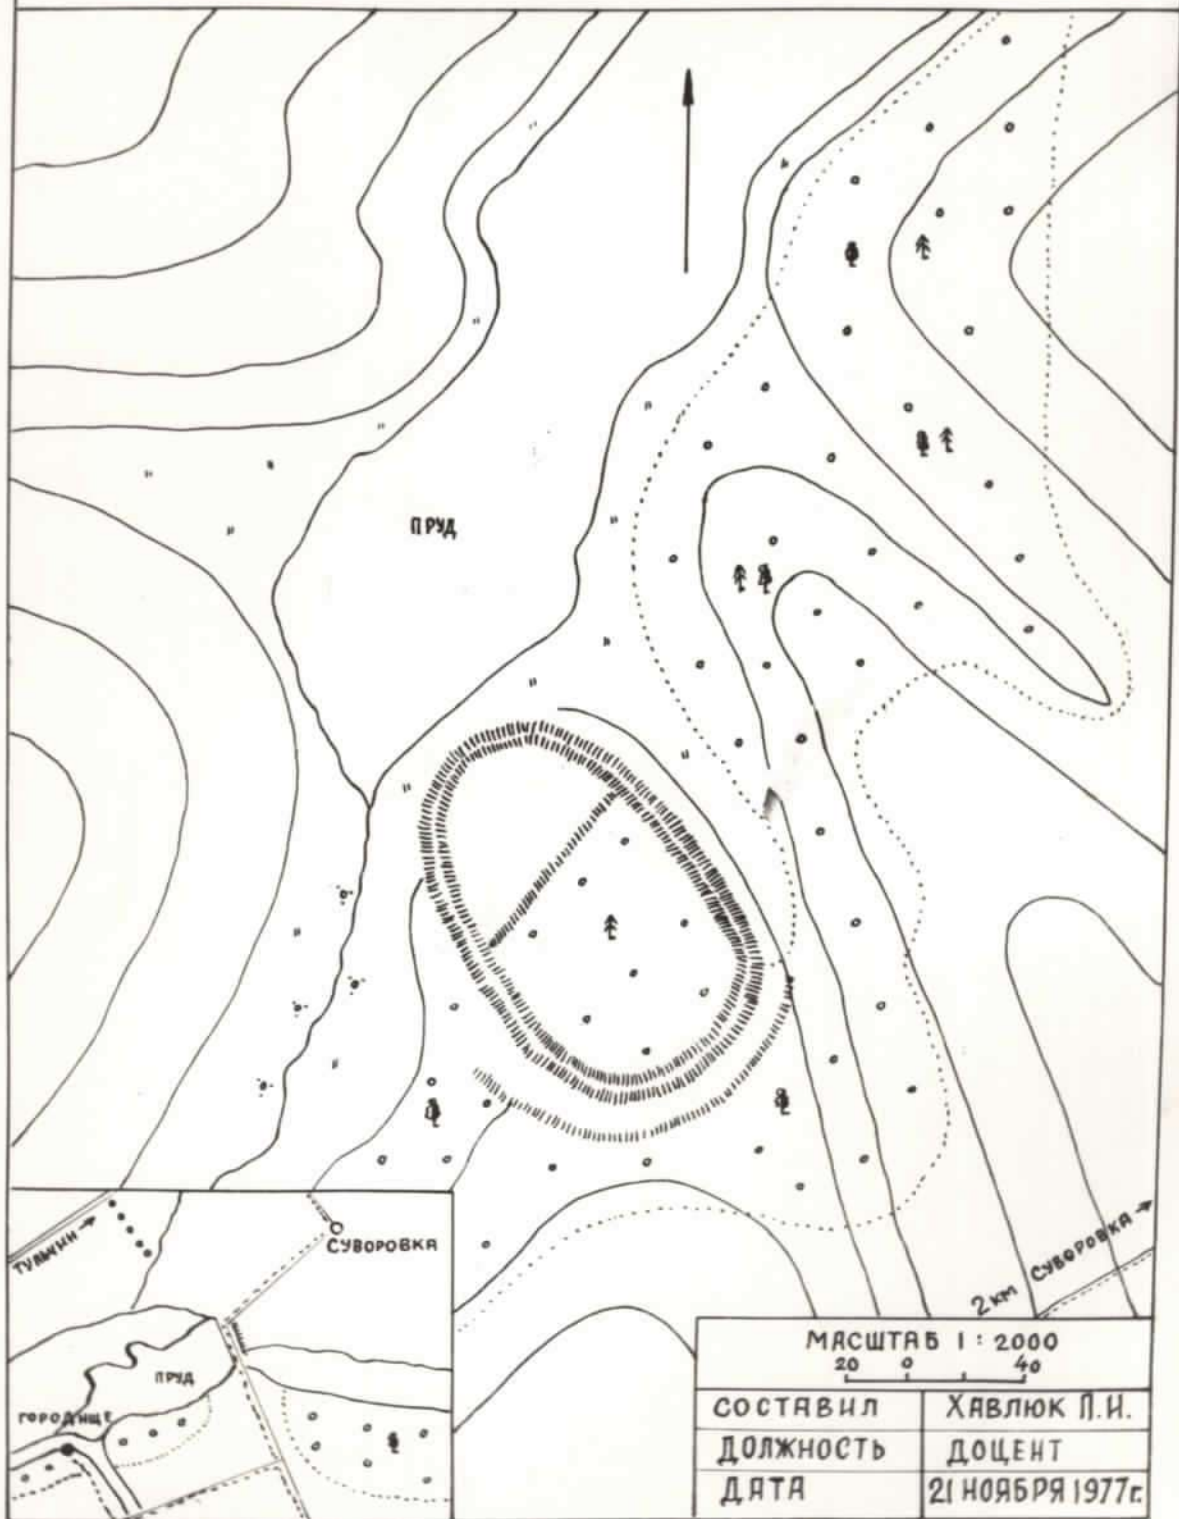 ПРУД
2 КМ СУВОРОВКА
ТУЛЬЧИН
СУВОРОВКА
ПРУД
ГОРОДИЩЕ
МАСШТАБ 1 : 2000
20 0 40
СОСТАВИЛ ХАВЛЮК П.И.
ДОЛЖНОСТЬ ДОЦЕНТ
ДАТА 21 НОЯБРЯ 1977г.